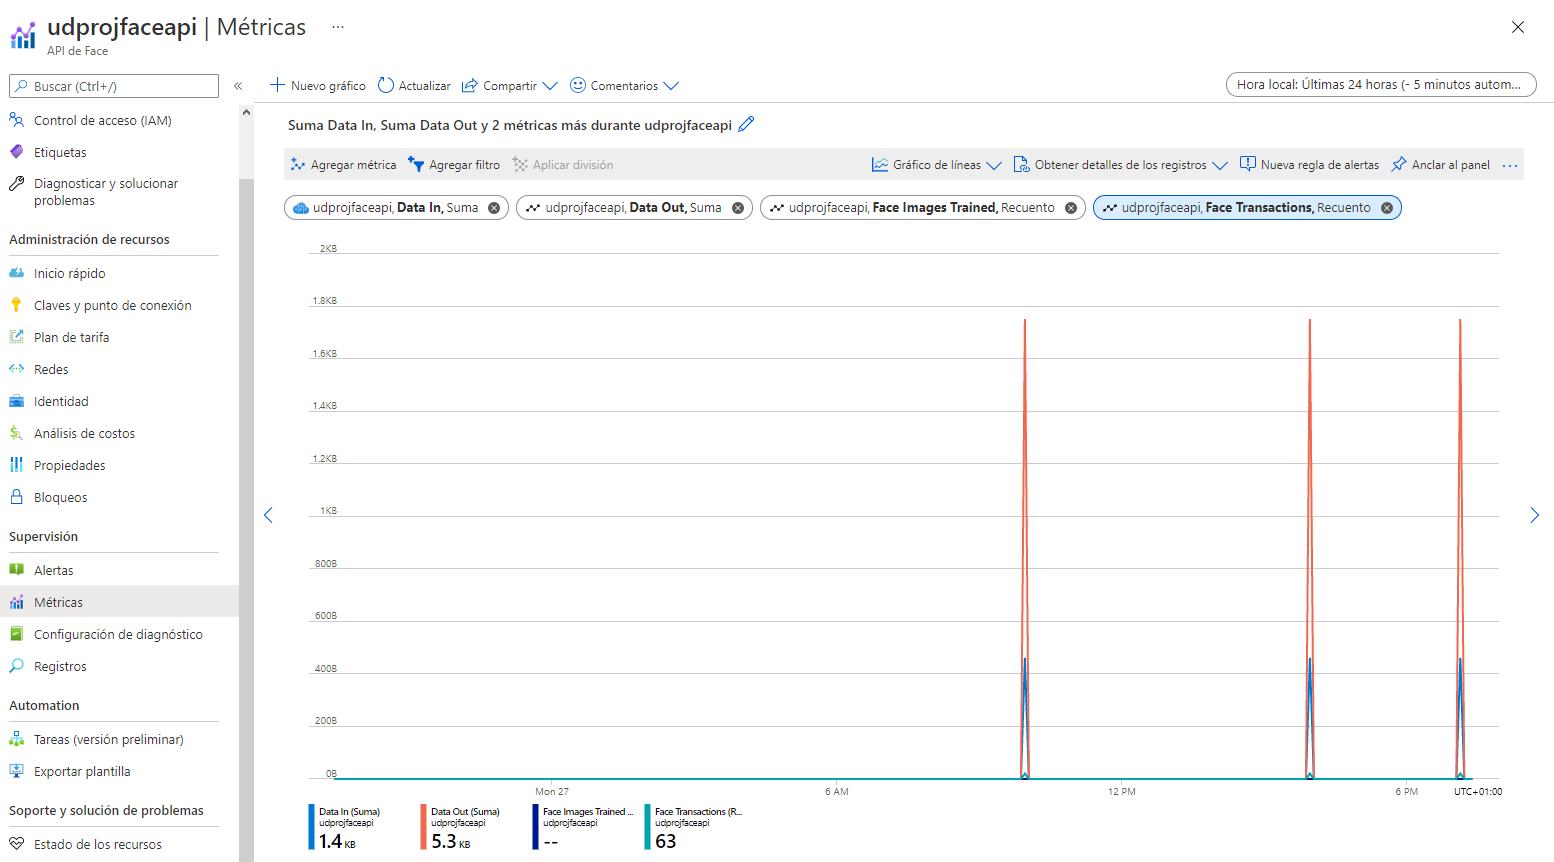 udprojfaceapi | Métricas ...
API de Face
Buscar (Ctrl+/)
«
Nuevo gráfico
Actualizar
Compartir
Comentarios
Hora local: Últimas 24 horas (- 5 minutos autom...
Control de acceso (IAM)
Etiquetas
Diagnosticar y solucionar
problemas
Administración de recursos
Inicio rápido
Claves y punto de conexión
Plan de tarifa
Redes
Identidad
Análisis de costos
Propiedades
Bloqueos
Supervisión
Alertas
Métricas
Configuración de diagnóstico
Registros
Automation
Tareas (versión preliminar)
Exportar plantilla
Soporte y solución de problemas
Estado de los recursos
Suma Data In, Suma Data Out y 2 métricas más durante udprojfaceapi
Agregar métrica
Agregar filtro
Aplicar división
Gráfico de líneas
Obtener detalles de los registros
Nueva regla de alertas
Anclar al panel
...
udprojfaceapi, Data In, Suma
udprojfaceapi, Data Out, Suma
udprojfaceapi, Face Images Trained, Recuento
udprojfaceapi, Face Transactions, Recuento
2KB
1.8KB
1.6KB
1.4KB
1.2KB
1KB
800B
600B
400B
200B
0B
Mon 27
6 AM
12 PM
6 PM
UTC+01:00
Data In (Suma)
udprojfaceapi
1.4 KB
Data Out (Suma)
udprojfaceapi
5.3 KB
Face Images Trained ...
udprojfaceapi
--
Face Transactions (R...
udprojfaceapi
63